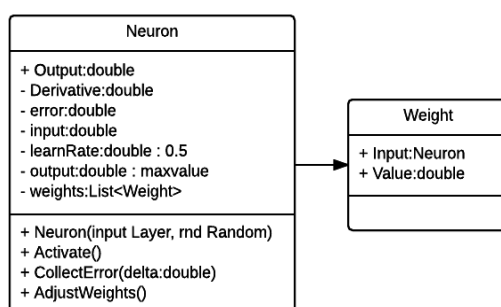 Neuron
+ Output:double
- Derivative:double
- error:double
- input:double
- learnRate:double : 0.5
- output:double : maxvalue
- weights:List<Weight>
+ Neuron(input Layer, rnd Random)
+ Activate()
+ CollectError(delta:double)
+ AdjustWeights()
Weight
+ Input:Neuron
+ Value:double